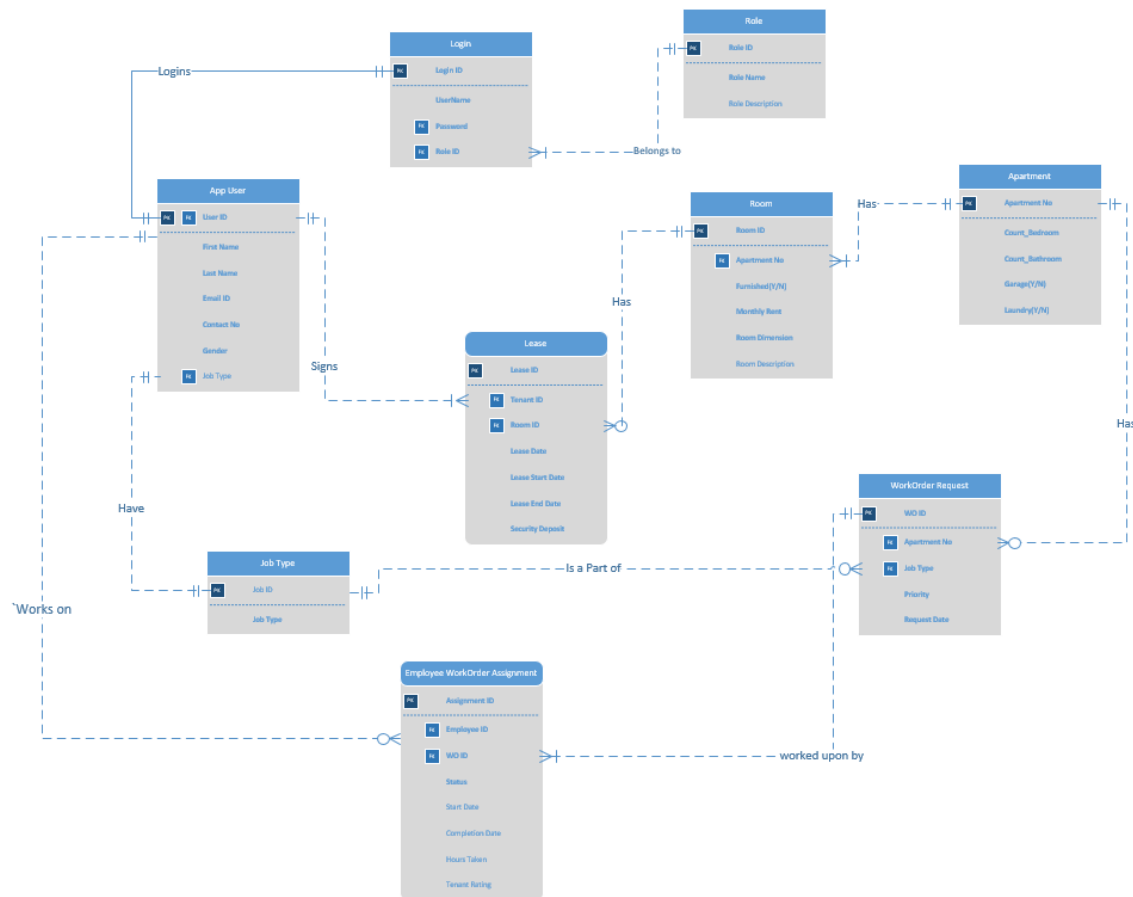 Role
PK Role ID
Role Name
Role Description
Login
PK Login ID
UserName
FK Password
FK Role ID
Logins
Belongs to
App User
PK FK User ID
First Name
Last Name
Email ID
Contact No
Gender
FK Job Type
Room
PK Room ID
FK Apartment No
Furnished(Y/N)
Monthly Rent
Room Dimension
Room Description
Has
Apartment
PK Apartment No
Count_Bedroom
Count_Bathroom
Garage(Y/N)
Laundry(Y/N)
Has
Signs
Lease
PK Lease ID
FK Tenant ID
FK Room ID
Lease Date
Lease Start Date
Lease End Date
Security Deposit
Has
WorkOrder Request
PK WO ID
FK Apartment No
FK Job Type
Priority
Request Date
Have
Job Type
PK Job ID
Job Type
Is a Part of
`Works on
Employee WorkOrder Assignment
PK Assignment ID
FK Employee ID
FK WO ID
Status
Start Date
Completion Date
Hours Taken
Tenant Rating
worked upon by